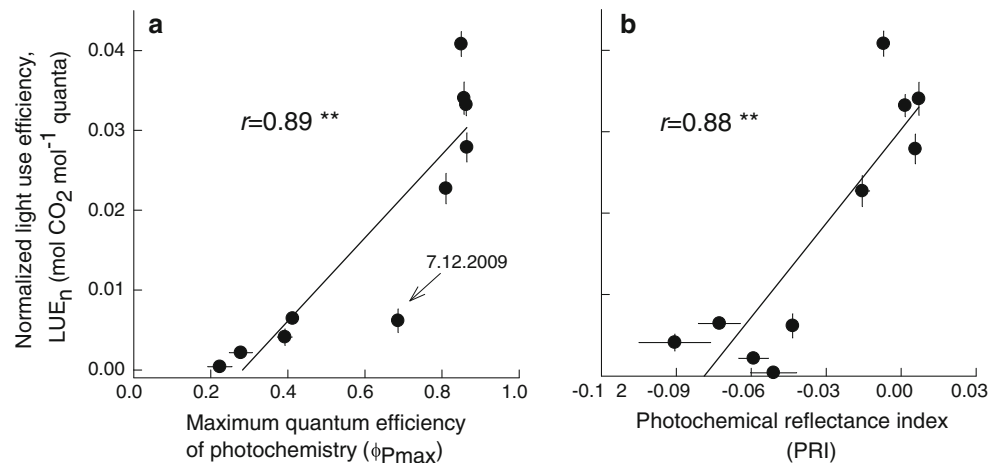 a
b
Normalized light use efficiency,
LUEn (mol CO2 mol-1 quanta)
0.04
0.03
0.02
0.01
0.00
r=0.89 **
7.12.2009
0.0 0.2 0.4 0.6 0.8 1.0
Maximum quantum efficiency
of photochemistry (ϕPmax)
r=0.88 **
-0.1 2 -0.09 -0.06 -0.03 0.00 0.03
Photochemical reflectance index
(PRI)